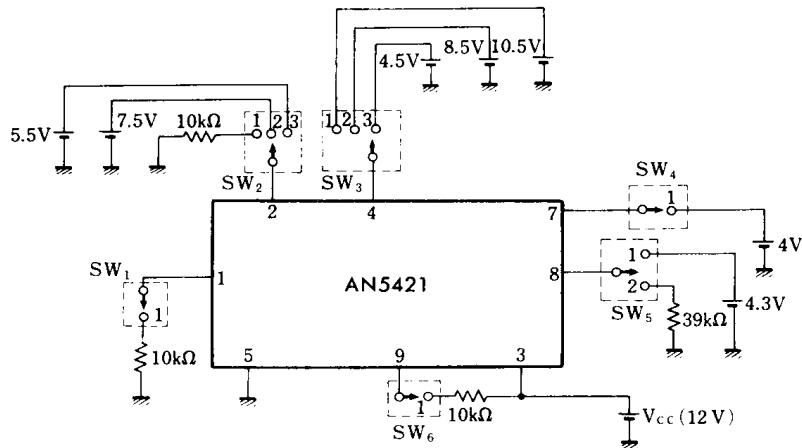 4.5V 8.5V 10.5V
5.5V 7.5V 10kΩ 1 2 3 1 2 3
SW2 SW3 SW4
2 4 7 1
4V
SW1 1 AN5421 8 1
2 4.3V
1 SW5 39kΩ
10kΩ 5 9 3
1 10kΩ VCC (12 V)
SW6